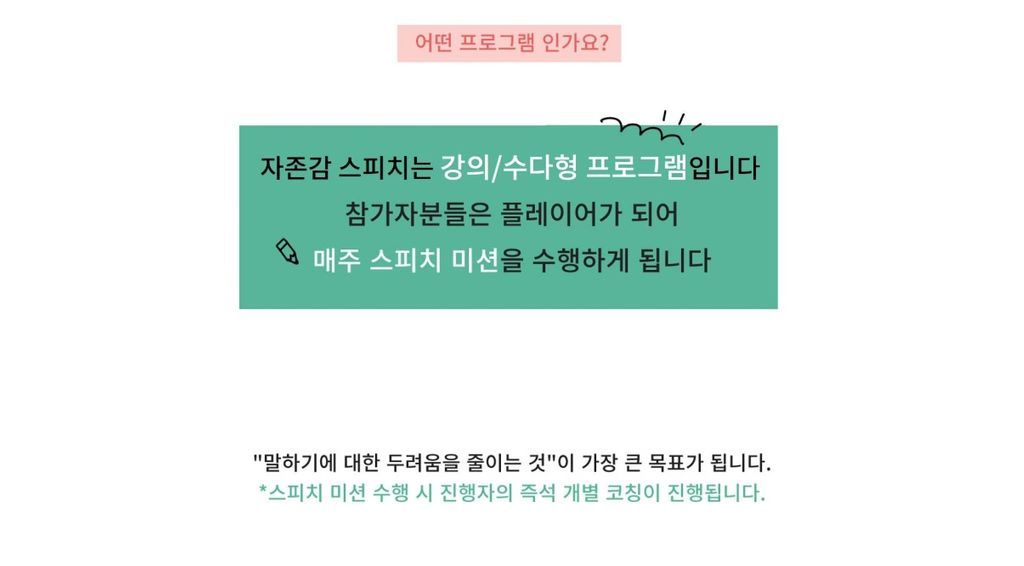 어떤 프로그램 인가요?
자존감 스피치는 강의/수다형 프로그램입니다
참가자분들은 플레이어가 되어
매주 스피치 미션을 수행하게 됩니다
"말하기에 대한 두려움을 줄이는 것"이 가장 큰 목표가 됩니다.
*스피치 미션 수행 시 진행자의 즉석 개별 코칭이 진행됩니다.